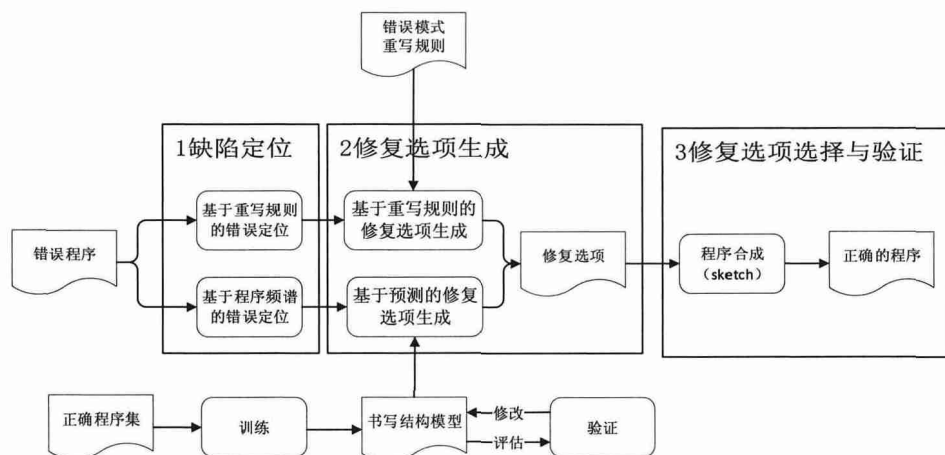 错误模式
重写规则
1缺陷定位
2修复选项生成
3修复选项选择与验证
基于重写规则
的错误定位
基于重写规则的
修复选项生成
错误程序
修复选项
程序合成
（sketch）
正确的程序
基于程序频谱
的错误定位
基于预测的修复
选项生成
正确程序集
训练
书写结构模型
修改
评估
验证